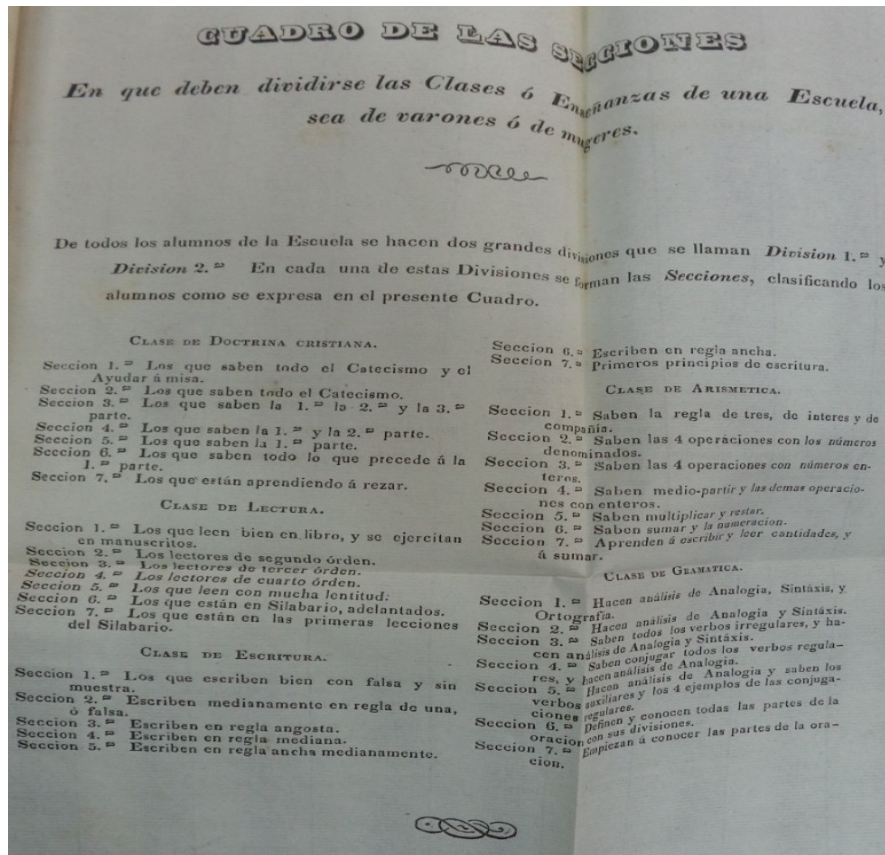 CUADRO DE LAS SECCIONES
En que deben dividirse las Clases ó Enseñanzas de una Escuela,
sea de varones ó de mugeres.
De todos los alumnos de la Escuela se hacen dos grandes divisiones que se llaman Division 1.ª y
Division 2.ª En cada una de estas Divisiones se forman las Secciones, clasificando los
alumnos como se expresa en el presente Cuadro.
CLASE DE DOCTRINA CRISTIANA.
Seccion 1.ª Los que saben todo el Catecismo y el
Ayudar á misa.
Seccion 2.ª Los que saben todo el Catecismo.
Seccion 3.ª Los que saben la 1.ª la 2.ª y la 3.ª
parte.
Seccion 4.ª Los que saben la 1.ª y la 2.ª parte.
Seccion 5.ª Los que saben la 1.ª parte.
Seccion 6.ª Los que saben todo lo que precede á la
1.ª parte.
Seccion 7.ª Los que están aprendiendo á rezar.
CLASE DE LECTURA.
Seccion 1.ª Los que leen bien en libro, y se ejercitan
en manuscritos.
Seccion 2.ª Los lectores de segundo órden.
Seccion 3.ª Los lectores de tercer órden.
Seccion 4.ª Los lectores de cuarto órden.
Seccion 5.ª Los que leen con mucha lentitud.
Seccion 6.ª Los que están en Silabario, adelantados.
Seccion 7.ª Los que están en las primeras lecciones
del Silabario.
CLASE DE ESCRITURA.
Seccion 1.ª Los que escriben bien con falsa y sin
muestra.
Seccion 2.ª Escriben medianamente en regla de una,
ó falsa.
Seccion 3.ª Escriben en regla angosta.
Seccion 4.ª Escriben en regla mediana.
Seccion 5.ª Escriben en regla ancha medianamente.
Seccion 6.ª Escriben en regla ancha.
Seccion 7.ª Primeros principios de escritura.
CLASE DE ARISMETICA.
Seccion 1.ª Saben la regla de tres, de interes y de
compañia.
Seccion 2.ª Saben las 4 operaciones con los números
denominados.
Seccion 3.ª Saben las 4 operaciones con números en-
teros.
Seccion 4.ª Saben medio-partir y las demas operacio-
nes con enteros.
Seccion 5.ª Saben multiplicar y restar.
Seccion 6.ª Saben sumar y la numeracion.
Seccion 7.ª Aprenden á escribir y leer cantidades, y
á sumar.
CLASE DE GRAMATICA.
Seccion 1.ª Hacen análisis de Analogia, Sintáxis, y
Ortografia.
Seccion 2.ª Hacen análisis de Analogia y Sintáxis.
Seccion 3.ª Saben todos los verbos irregulares, y ha-
cen análisis de Analogia y Sintáxis.
Seccion 4.ª Saben conjugar todos los verbos regula-
res, y hacen análisis de Analogia.
Seccion 5.ª Hacen análisis de Analogia y saben los
verbos auxiliares y los 4 ejemplos de las conjuga-
ciones regulares.
Seccion 6.ª Definen y conocen todas las partes de la
oracion con sus divisiones.
Seccion 7.ª Empiezan á conocer las partes de la ora-
cion.